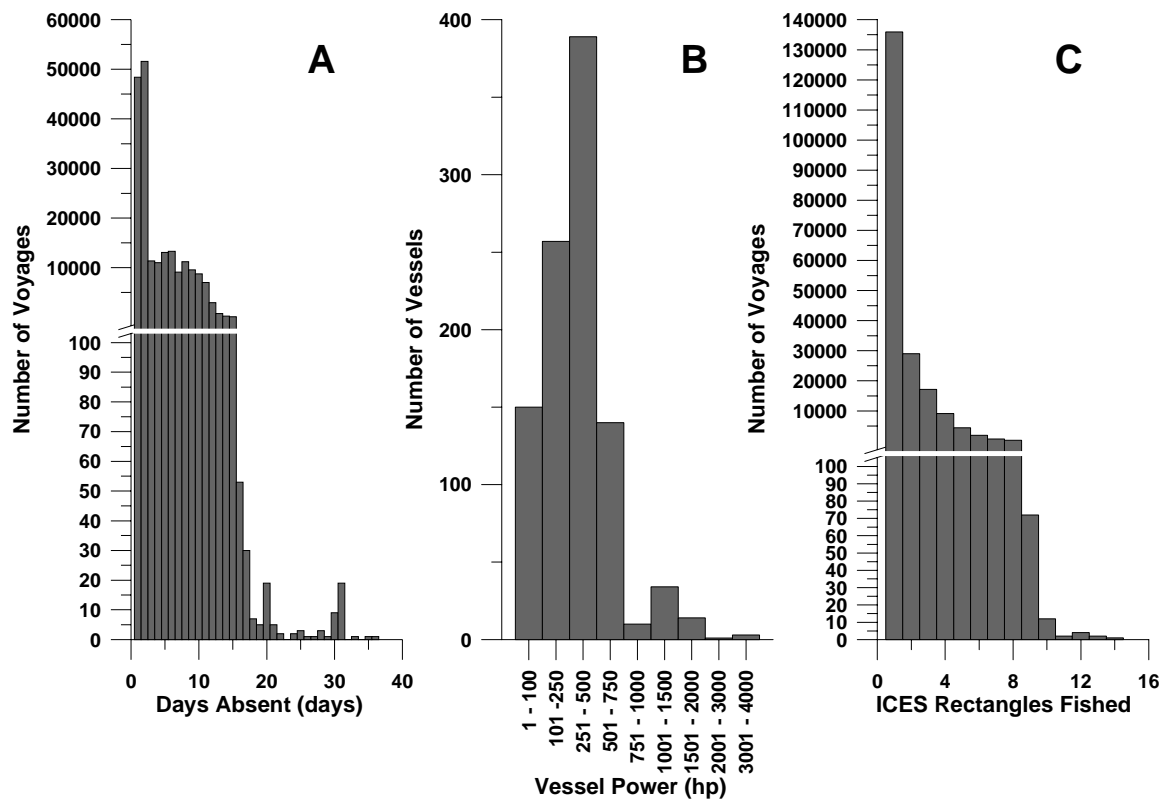 A
Number of Voyages
60000
50000
40000
30000
20000
10000
100
90
80
70
60
50
40
30
20
10
0
0 10 20 30 40
Days Absent (days)
B
Number of Vessels
400
300
200
100
0
1 - 100
101 -250
251 - 500
501 - 750
751 - 1000
1001 - 1500
1501 - 2000
2001 - 3000
3001 - 4000
Vessel Power (hp)
C
Number of Voyages
140000
130000
120000
110000
100000
90000
80000
70000
60000
50000
40000
30000
20000
10000
100
90
80
70
60
50
40
30
20
10
0
0 4 8 12 16
ICES Rectangles Fished